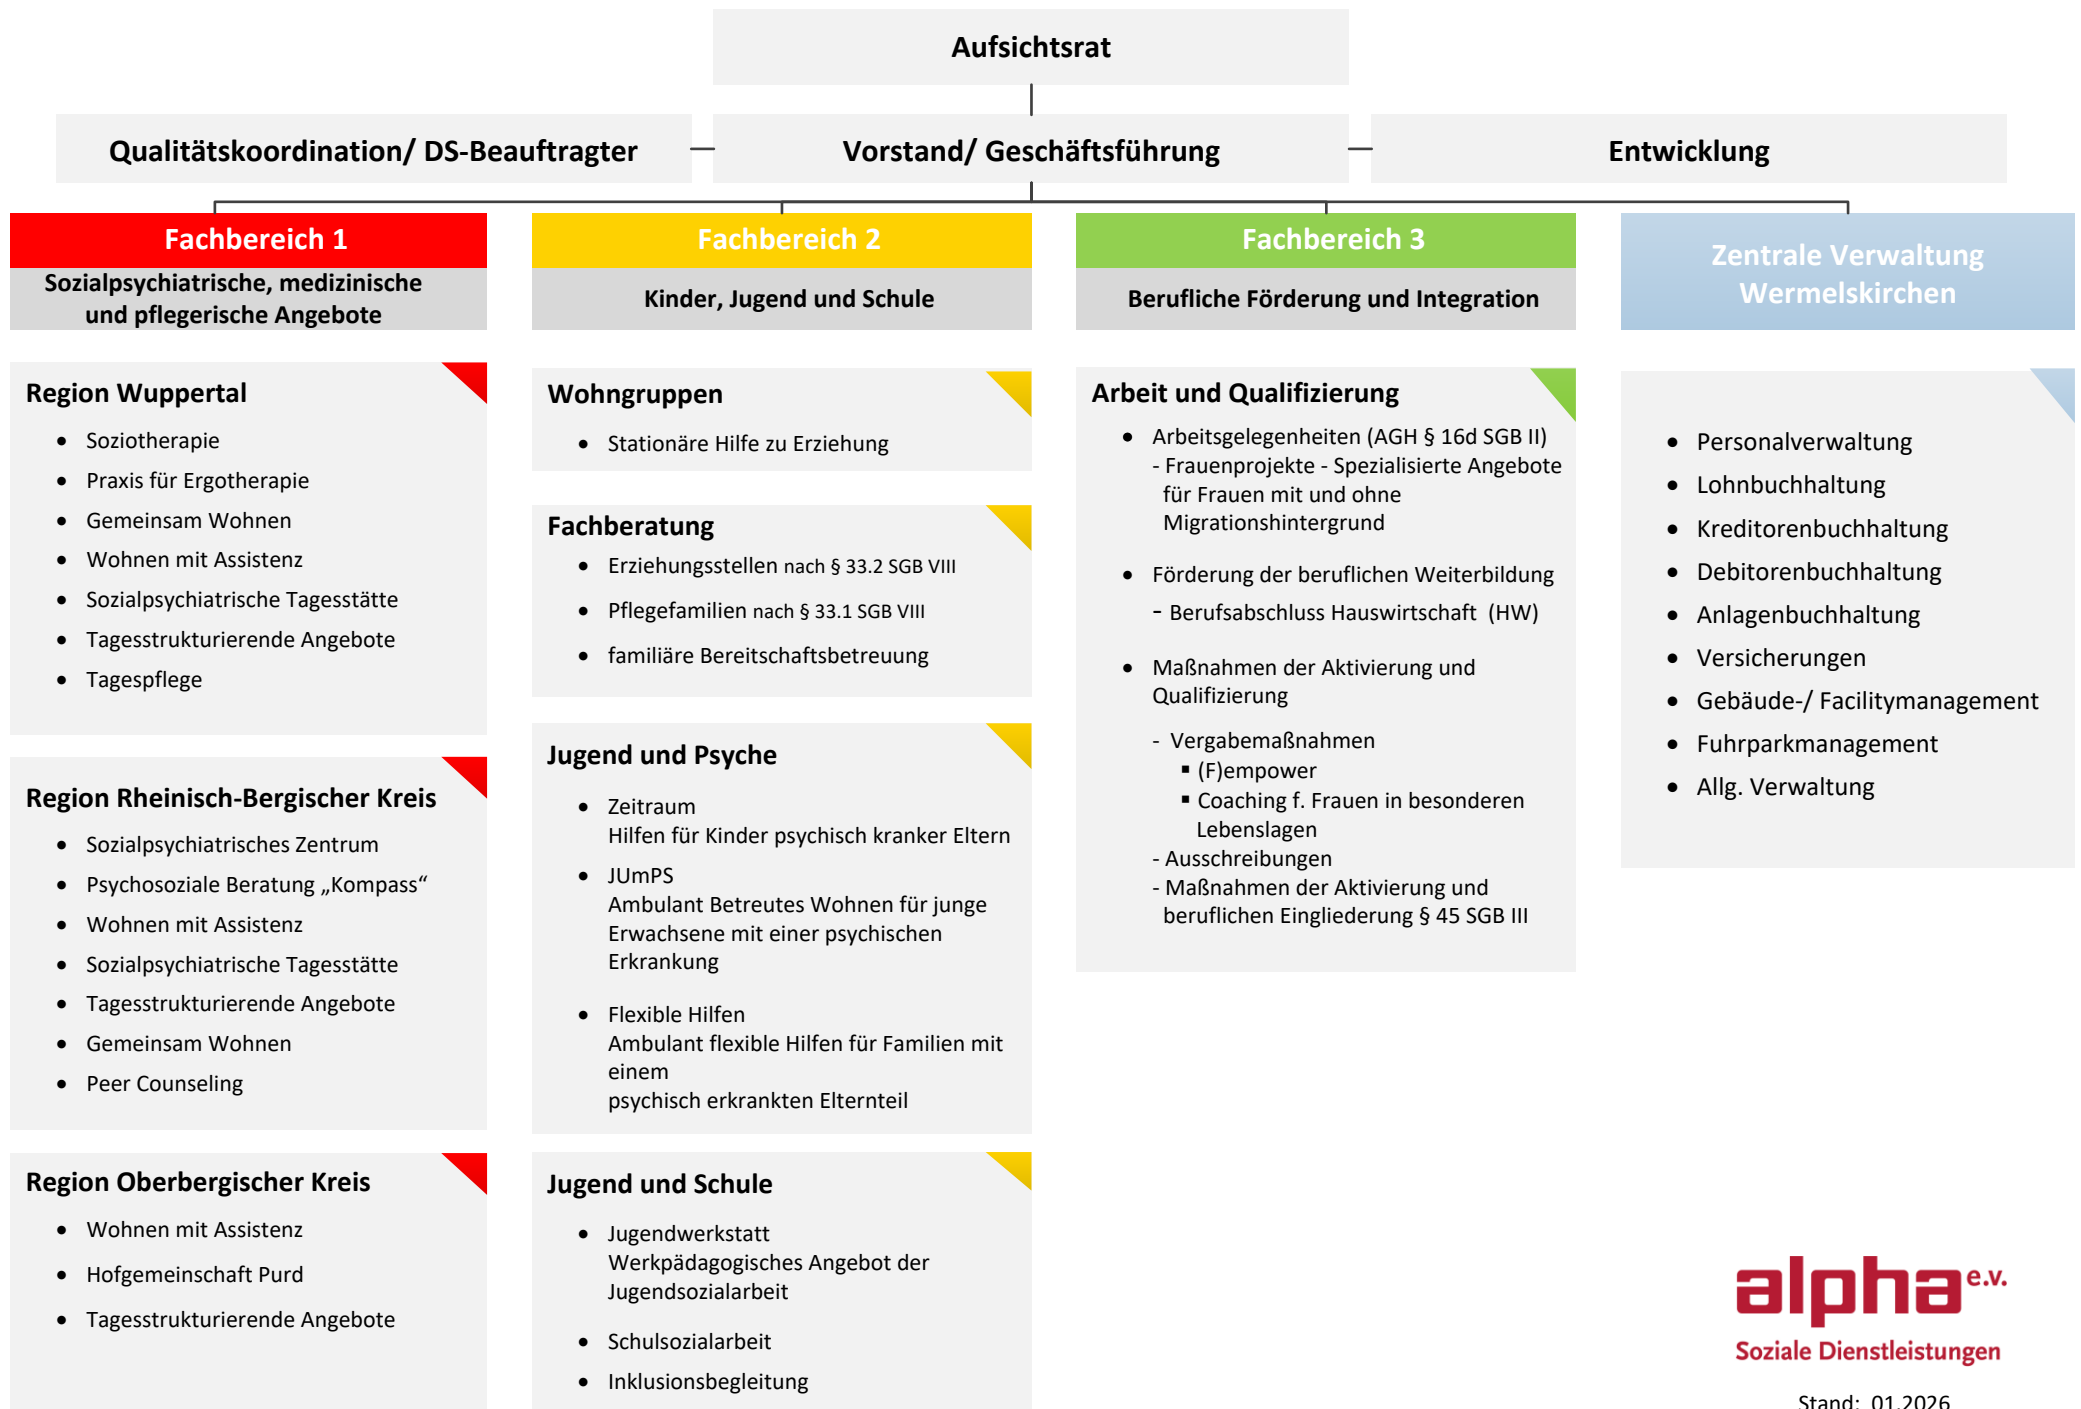 Aufsichtsrat
Qualitätskoordination/ DS-Beauftragter
Vorstand/ Geschäftsführung
Entwicklung
Fachbereich 1
Sozialpsychiatrische, medizinische
und pflegerische Angebote
Region Wuppertal
• Soziotherapie
• Praxis für Ergotherapie
• Gemeinsam Wohnen
• Wohnen mit Assistenz
• Sozialpsychiatrische Tagesstätte
• Tagesstrukturierende Angebote
• Tagespflege
Region Rheinisch-Bergischer Kreis
• Sozialpsychiatrisches Zentrum
• Psychosoziale Beratung „Kompass“
• Wohnen mit Assistenz
• Sozialpsychiatrische Tagesstätte
• Tagesstrukturierende Angebote
• Gemeinsam Wohnen
• Peer Counseling
Region Oberbergischer Kreis
• Wohnen mit Assistenz
• Hofgemeinschaft Purd
• Tagesstrukturierende Angebote
Fachbereich 2
Kinder, Jugend und Schule
Wohngruppen
• Stationäre Hilfe zu Erziehung
Fachberatung
• Erziehungsstellen nach § 33.2 SGB VIII
• Pflegefamilien nach § 33.1 SGB VIII
• familiäre Bereitschaftsbetreuung
Jugend und Psyche
• Zeitraum
Hilfen für Kinder psychisch kranker Eltern
• JUmPS
Ambulant Betreutes Wohnen für junge
Erwachsene mit einer psychischen
Erkrankung
• Flexible Hilfen
Ambulant flexible Hilfen für Familien mit
einem
psychisch erkrankten Elternteil
Jugend und Schule
• Jugendwerkstatt
Werkpädagogisches Angebot der
Jugendsozialarbeit
• Schulsozialarbeit
• Inklusionsbegleitung
Fachbereich 3
Berufliche Förderung und Integration
Arbeit und Qualifizierung
• Arbeitsgelegenheiten (AGH § 16d SGB II)
- Frauenprojekte - Spezialisierte Angebote
für Frauen mit und ohne
Migrationshintergrund
• Förderung der beruflichen Weiterbildung
- Berufsabschluss Hauswirtschaft (HW)
• Maßnahmen der Aktivierung und
Qualifizierung
- Vergabemaßnahmen
▪ (F)empower
▪ Coaching f. Frauen in besonderen
Lebenslagen
- Ausschreibungen
- Maßnahmen der Aktivierung und
beruflichen Eingliederung § 45 SGB III
Zentrale Verwaltung
Wermelskirchen
• Personalverwaltung
• Lohnbuchhaltung
• Kreditorenbuchhaltung
• Debitorenbuchhaltung
• Anlagenbuchhaltung
• Versicherungen
• Gebäude-/ Facilitymanagement
• Fuhrparkmanagement
• Allg. Verwaltung
alpha e.v.
Soziale Dienstleistungen
Stand: 01.2026